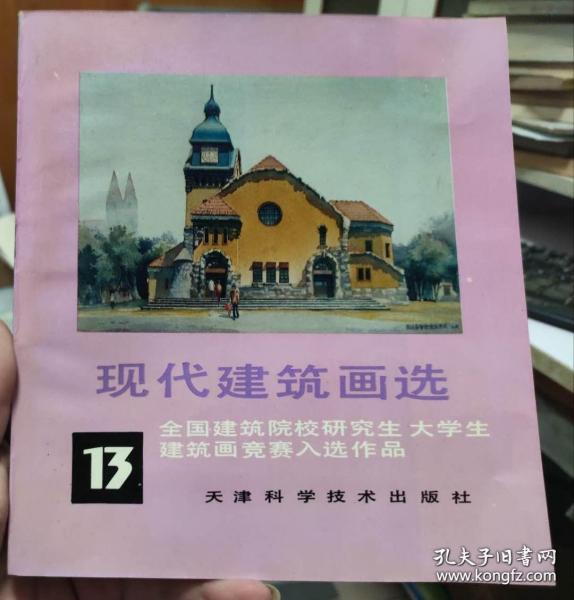 现代建筑画选
全国建筑院校研究生 大学生
建筑画竞赛入选作品
13
天津科学技术出版社
孔夫子旧书网
www.kongfz.com